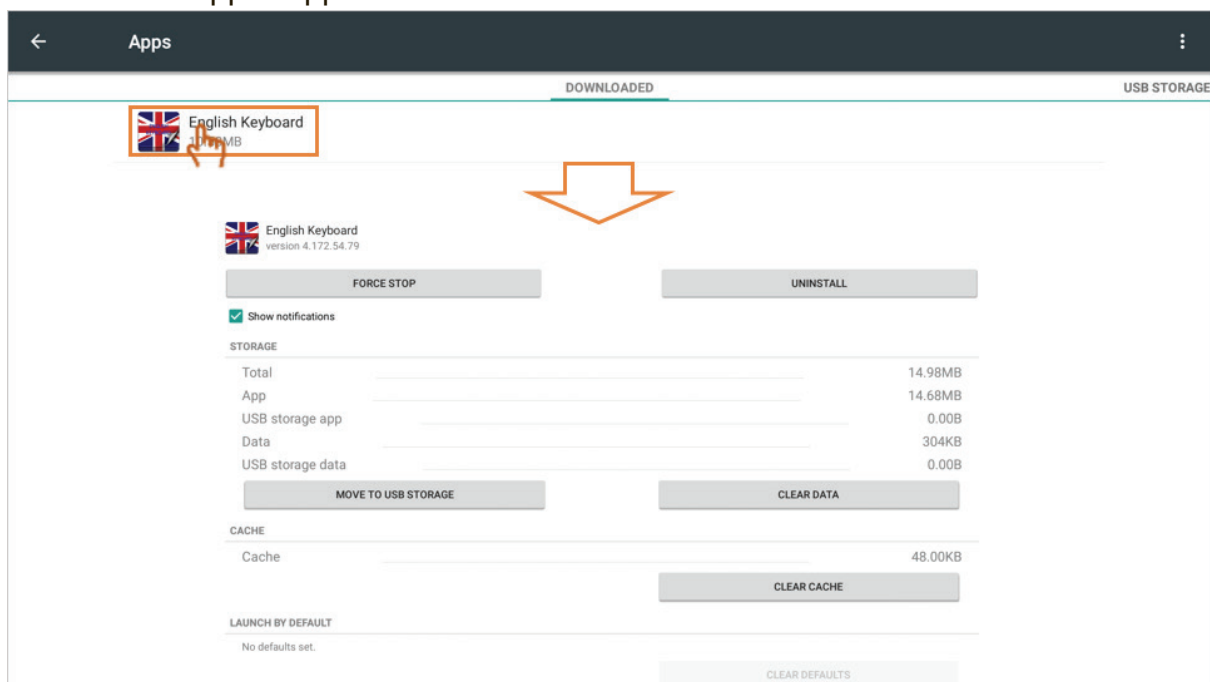 Apps
DOWNLOADED USB STORAGE
English Keyboard
MB
English Keyboard
version 4.172.54.79
FORCE STOP UNINSTALL
Show notifications
STORAGE
Total 14.98MB
App 14.68MB
USB storage app 0.00B
Data 304KB
USB storage data 0.00B
MOVE TO USB STORAGE CLEAR DATA
CACHE
Cache 48.00KB
CLEAR CACHE
LAUNCH BY DEFAULT
No defaults set.
CLEAR DEFAULTS